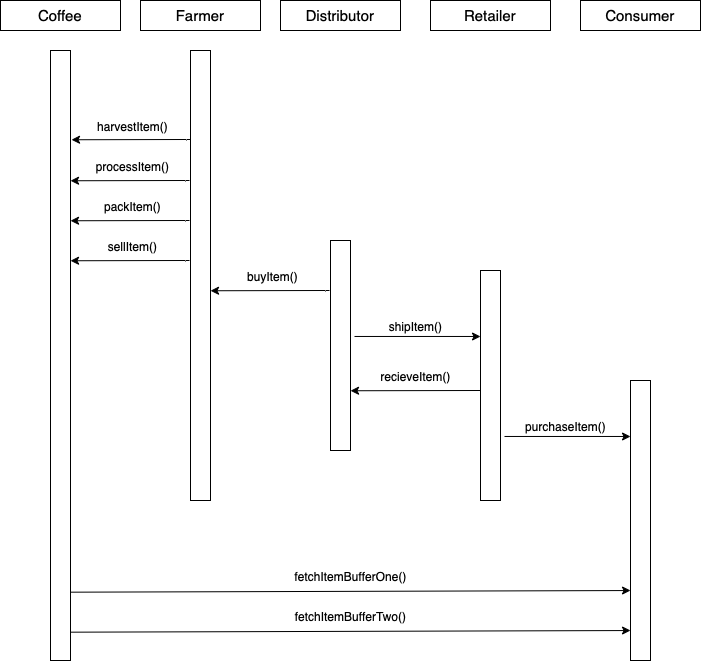 Coffee
Farmer
Distributor
Retailer
Consumer
harvestItem()
processItem()
packItem()
sellItem()
buyItem()
shipItem()
recieveItem()
purchaseItem()
fetchItemBufferOne()
fetchItemBufferTwo()